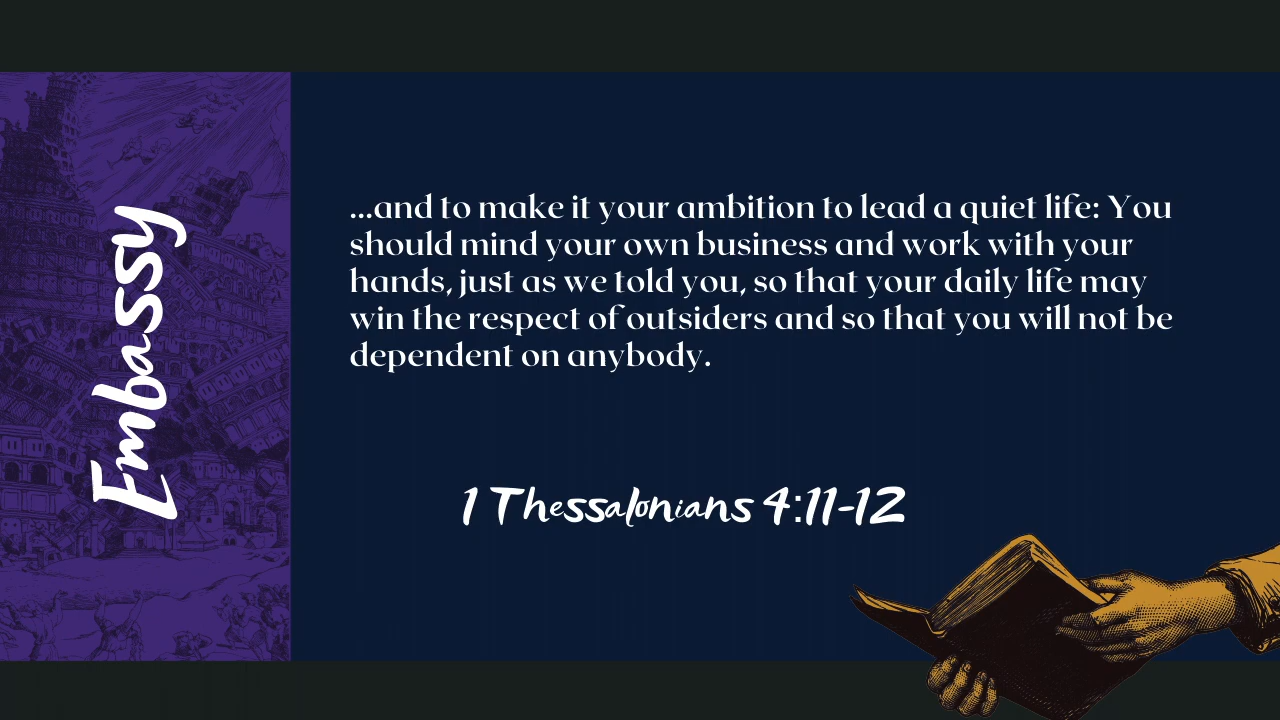 Embassy
...and to make it your ambition to lead a quiet life: You
should mind your own business and work with your
hands, just as we told you, so that your daily life may
win the respect of outsiders and so that you will not be
dependent on anybody.
1 Thessalonians 4:11-12